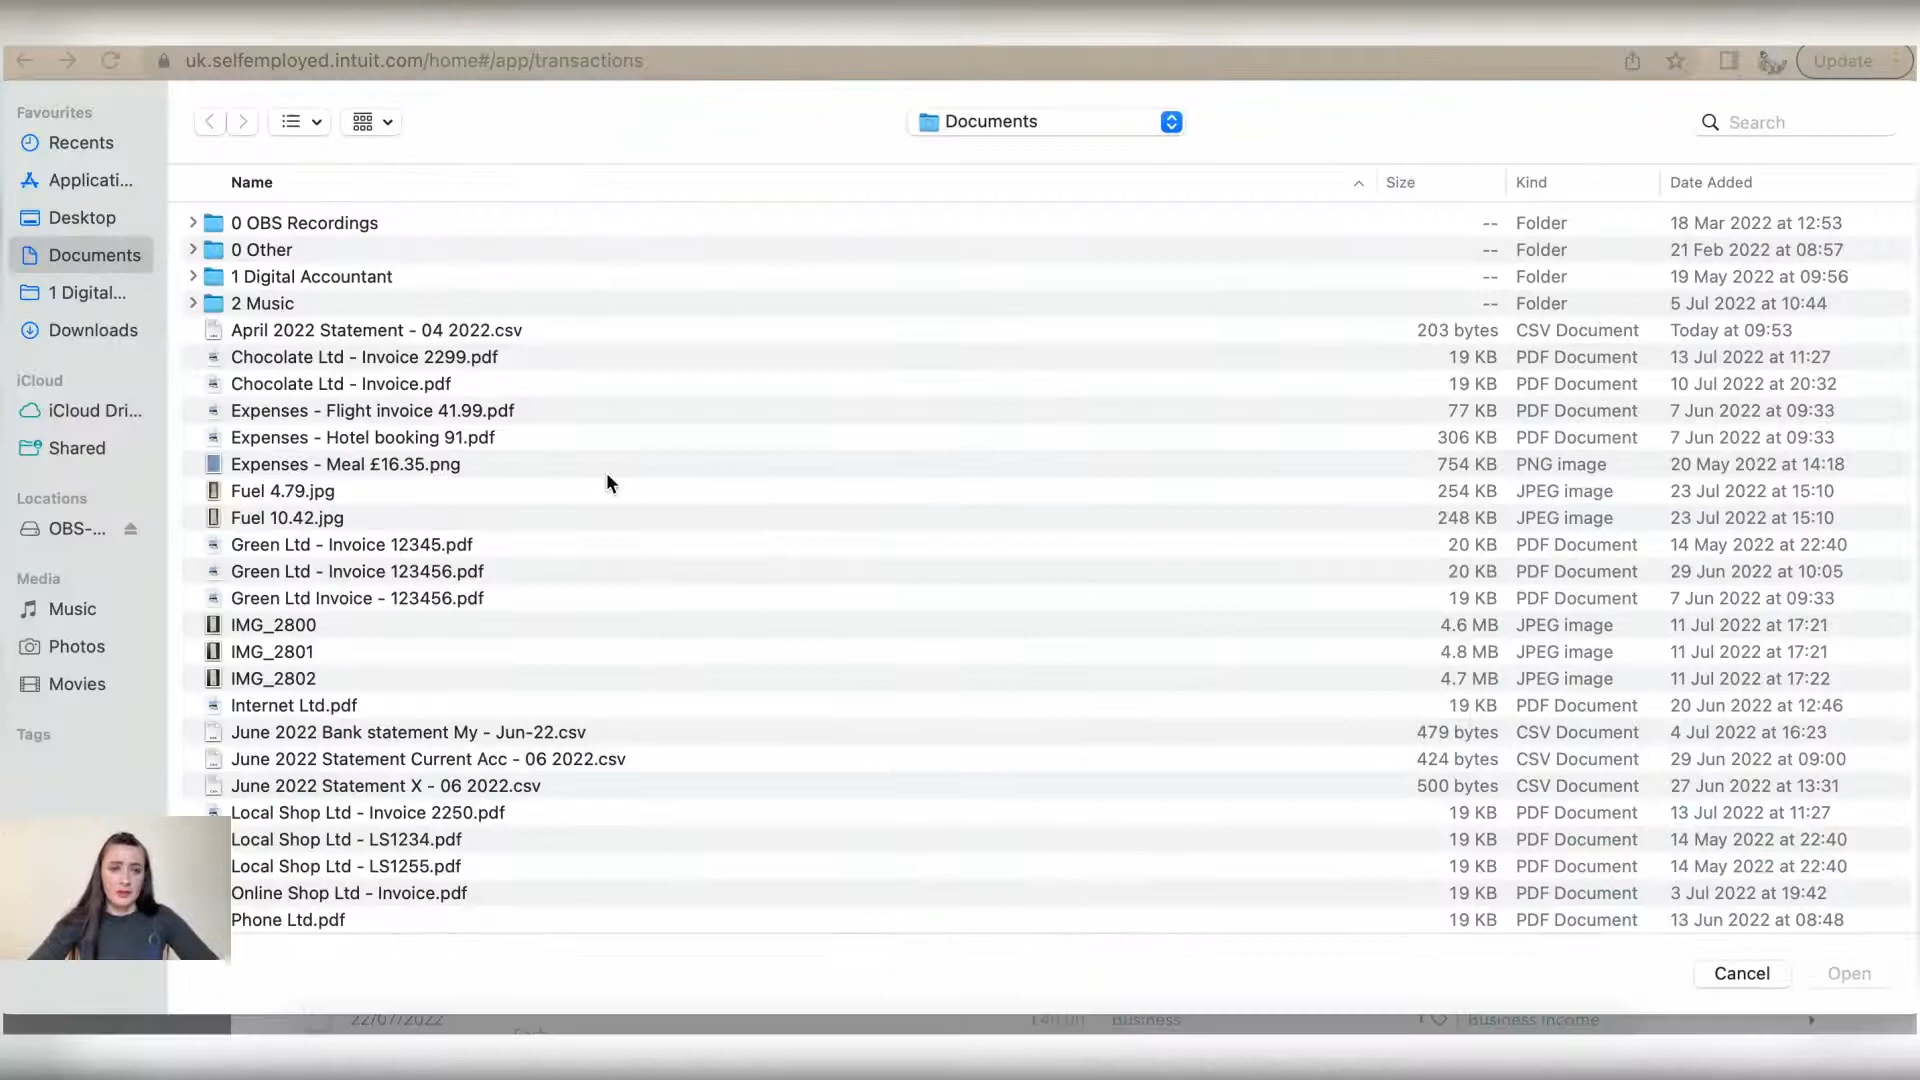 uk.selfemployed.intuit.com/home#/app/transactions
Update
Favourites
Recents
Applicati...
Desktop
Documents
1 Digital...
Downloads
iCloud
iCloud Dri...
Shared
Locations
OBS-...
Media
Music
Photos
Movies
Tags
Documents
Search
Name Size Kind Date Added
0 OBS Recordings -- Folder 18 Mar 2022 at 12:53
0 Other -- Folder 21 Feb 2022 at 08:57
1 Digital Accountant -- Folder 19 May 2022 at 09:56
2 Music -- Folder 5 Jul 2022 at 10:44
April 2022 Statement - 04 2022.csv 203 bytes CSV Document Today at 09:53
Chocolate Ltd - Invoice 2299.pdf 19 KB PDF Document 13 Jul 2022 at 11:27
Chocolate Ltd - Invoice.pdf 19 KB PDF Document 10 Jul 2022 at 20:32
Expenses - Flight invoice 41.99.pdf 77 KB PDF Document 7 Jun 2022 at 09:33
Expenses - Hotel booking 91.pdf 306 KB PDF Document 7 Jun 2022 at 09:33
Expenses - Meal £16.35.png 754 KB PNG image 20 May 2022 at 14:18
Fuel 4.79.jpg 254 KB JPEG image 23 Jul 2022 at 15:10
Fuel 10.42.jpg 248 KB JPEG image 23 Jul 2022 at 15:10
Green Ltd - Invoice 12345.pdf 20 KB PDF Document 14 May 2022 at 22:40
Green Ltd - Invoice 123456.pdf 20 KB PDF Document 29 Jun 2022 at 10:05
Green Ltd Invoice - 123456.pdf 19 KB PDF Document 7 Jun 2022 at 09:33
IMG_2800 4.6 MB JPEG image 11 Jul 2022 at 17:21
IMG_2801 4.8 MB JPEG image 11 Jul 2022 at 17:21
IMG_2802 4.7 MB JPEG image 11 Jul 2022 at 17:22
Internet Ltd.pdf 19 KB PDF Document 20 Jun 2022 at 12:46
June 2022 Bank statement My - Jun-22.csv 479 bytes CSV Document 4 Jul 2022 at 16:23
June 2022 Statement Current Acc - 06 2022.csv 424 bytes CSV Document 29 Jun 2022 at 09:00
June 2022 Statement X - 06 2022.csv 500 bytes CSV Document 27 Jun 2022 at 13:31
Local Shop Ltd - Invoice 2250.pdf 19 KB PDF Document 13 Jul 2022 at 11:27
Local Shop Ltd - LS1234.pdf 19 KB PDF Document 14 May 2022 at 22:40
Local Shop Ltd - LS1255.pdf 19 KB PDF Document 14 May 2022 at 22:40
Online Shop Ltd - Invoice.pdf 19 KB PDF Document 3 Jul 2022 at 19:42
Phone Ltd.pdf 19 KB PDF Document 13 Jun 2022 at 08:48
Cancel Open
22/07/2022 Business Business income